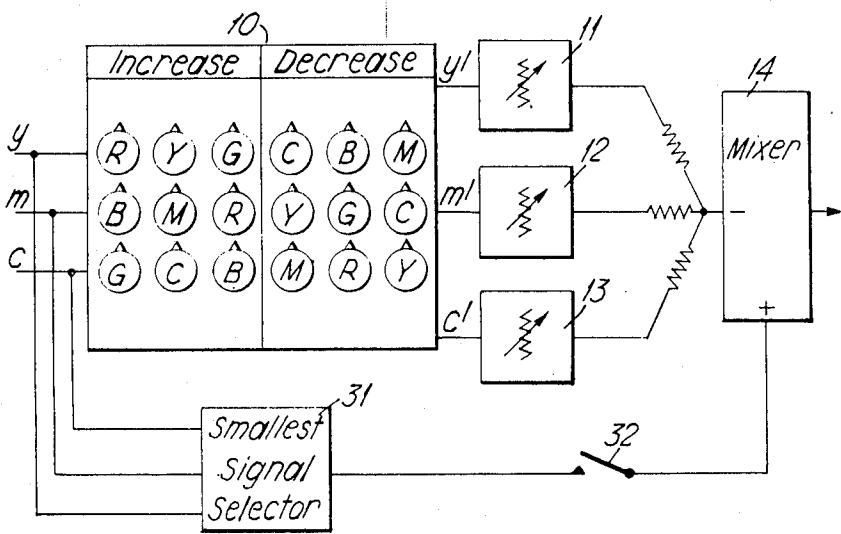 10
Increase Decrease
y' 11
14
Mixer
y
R Y G C B M
m
B M R Y G C
m' 12
−
c
G C B M R Y
c' 13
+
31
Smallest
Signal
Selector
32